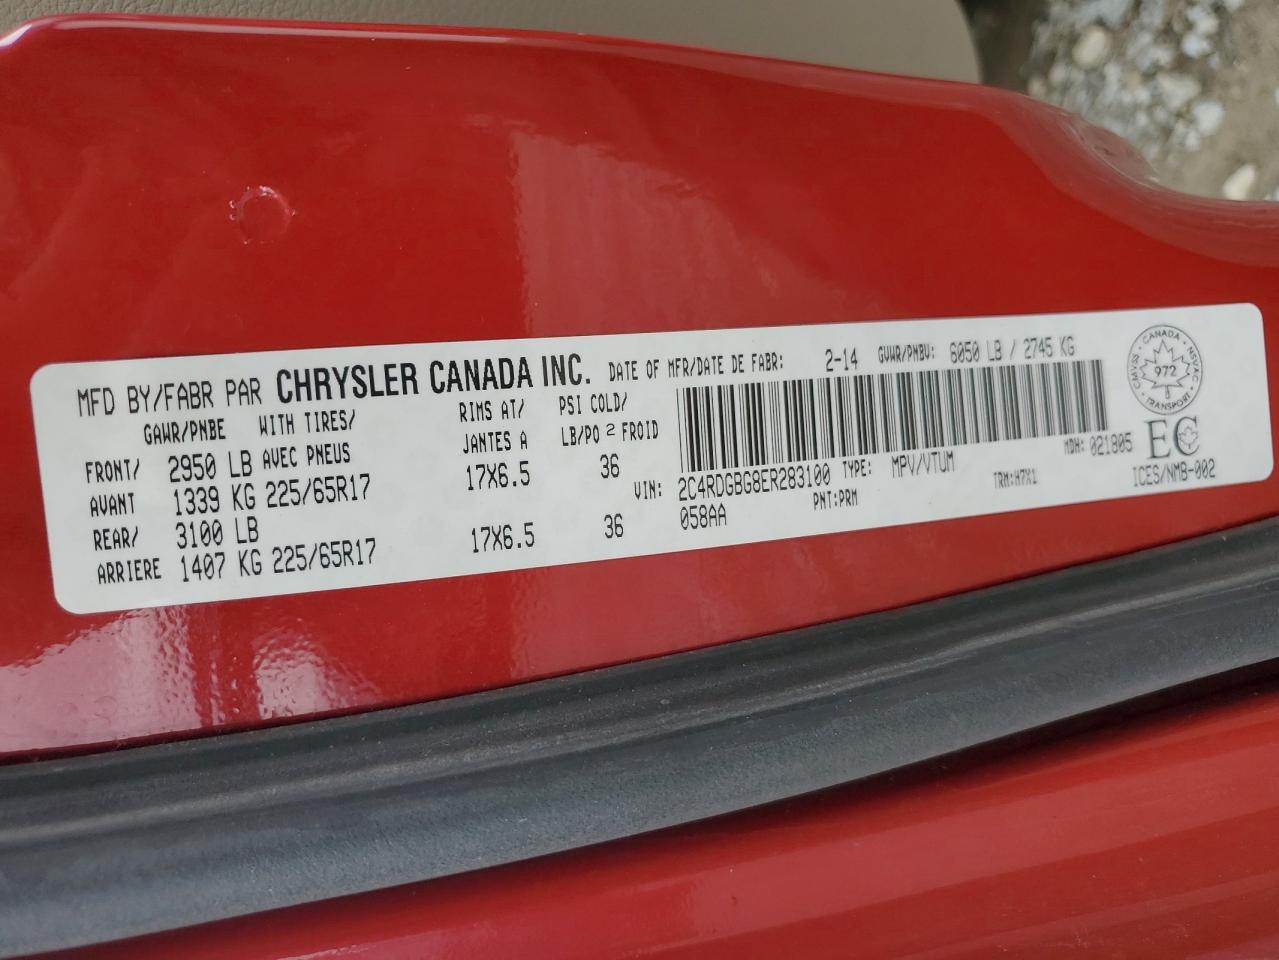 MFD BY/FABR PAR CHRYSLER CANADA INC. DATE OF MFR/DATE DE FABR: 2-14 GVWR/PNBV: 6050 LB / 2745 KG
GAWR/PNBE WITH TIRES/ RIMS AT/ PSI COLD/
AVEC PNEUS JANTES A LB/PO 2 FROID
FRONT/ 2950 LB
AVANT 1339 KG 225/65R17 17X6.5 36
REAR/ 3100 LB
ARRIERE 1407 KG 225/65R17 17X6.5 36
VIN: 2C4RDGBG8ER283100 TYPE: MPV/VTUM MDH: 021805
058AA PNT:PRM TRM:H7X1
CMVSS · CANADA · NSVAC · TRANSPORT
972
EC
ICES/NMB-002